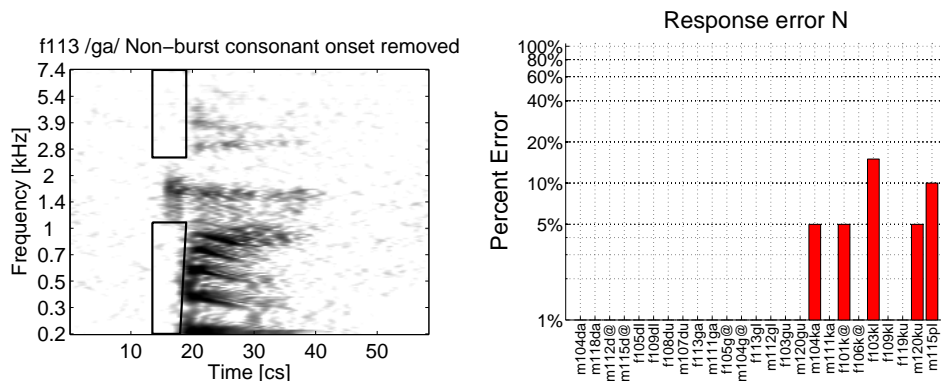 f113 /ga/ Non−burst consonant onset removed
7.4
5.4
3.9
2.8
2
1.4
1
0.7
0.5
0.3
0.2
Frequency [kHz]
10 20 30 40 50
Time [cs]
Response error N
100%
80%
60%
40%
20%
10%
5%
1%
Percent Error
m104da
m118da
m112d@
m115d@
f105dl
f109dl
f108du
m107du
f113ga
m111ga
f105g@
m104g@
f113gl
m112gl
f103gu
m120gu
m104ka
m111ka
f101k@
f106k@
f103kl
f109kl
f119ku
m120ku
m115pl